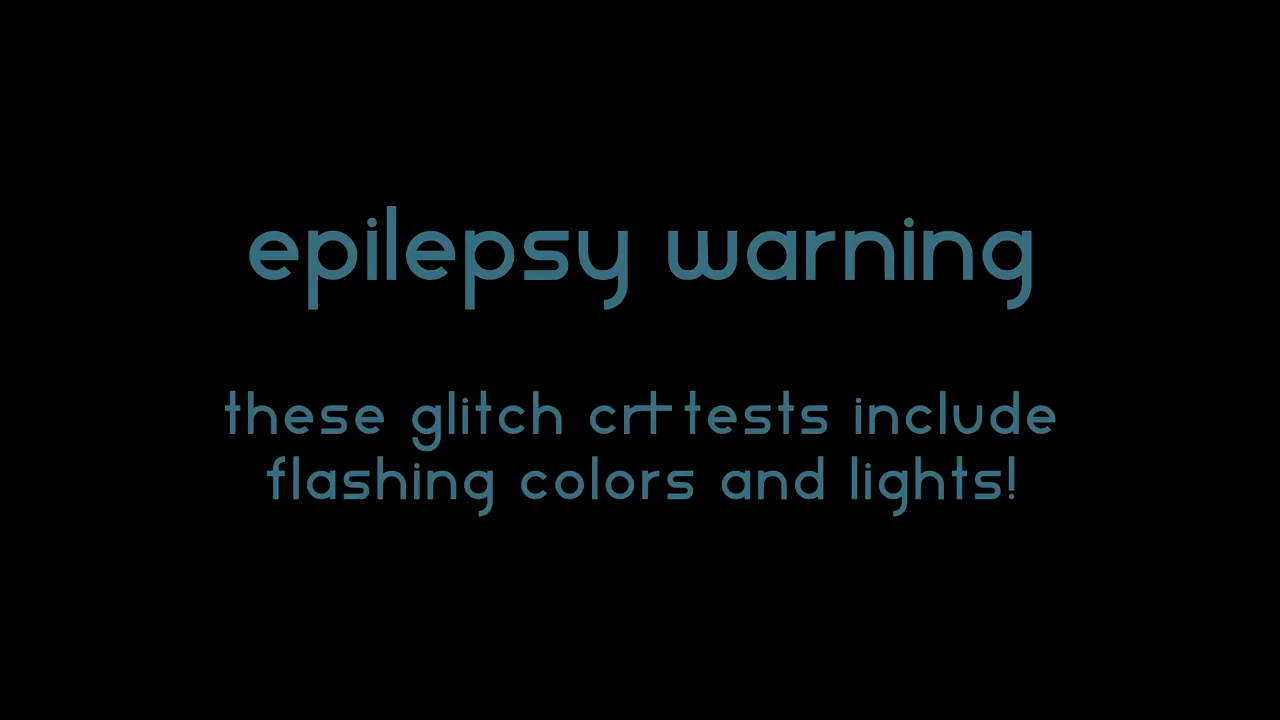 epilepsy warning
these glitch crt tests include
flashing colors and lights!